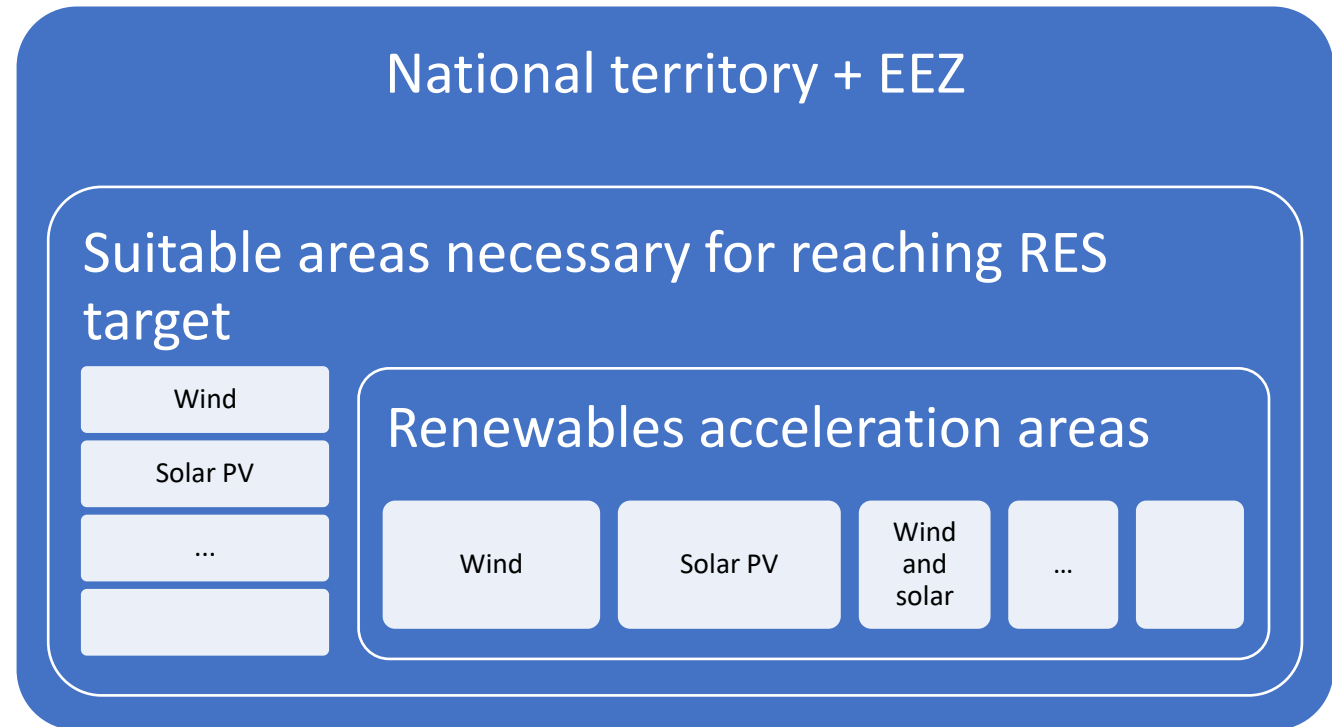 National territory + EEZ
Suitable areas necessary for reaching RES
target
Wind
Solar PV
...
Renewables acceleration areas
Wind
Solar PV
Wind
and
solar
...